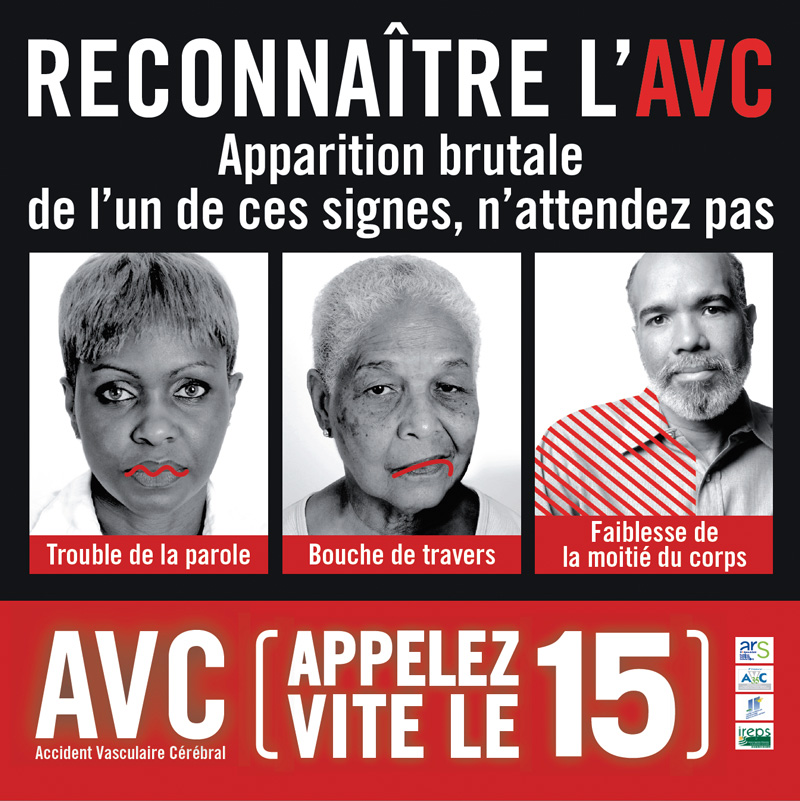 RECONNAÎTRE L'AVC
Apparition brutale
de l'un de ces signes, n'attendez pas
Trouble de la parole
Bouche de travers
Faiblesse de
la moitié du corps
AVC
Accident Vasculaire Cérébral
APPELEZ
VITE LE
15
ars
AVC
ireps